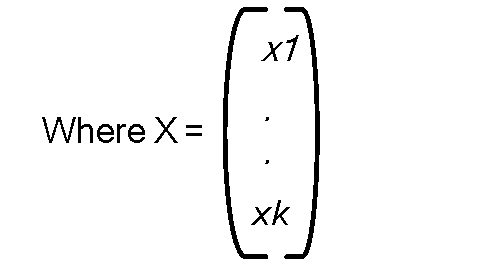 x1
.
Where X =
.
xk